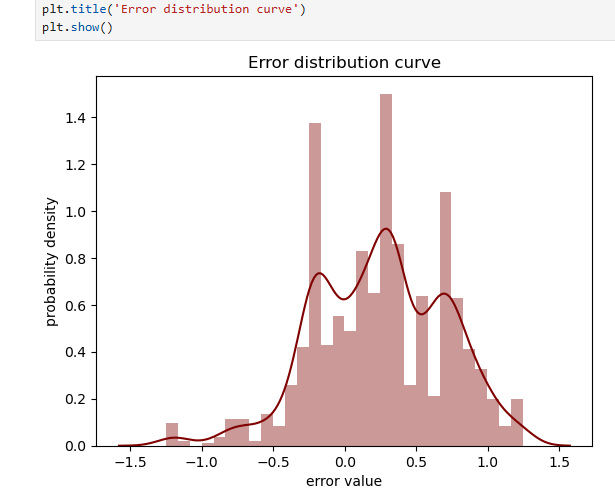 plt.title('Error distribution curve')
plt.show()
Error distribution curve
probability density
1.4
1.2
1.0
0.8
0.6
0.4
0.2
0.0
−1.5 −1.0 −0.5 0.0 0.5 1.0 1.5
error value